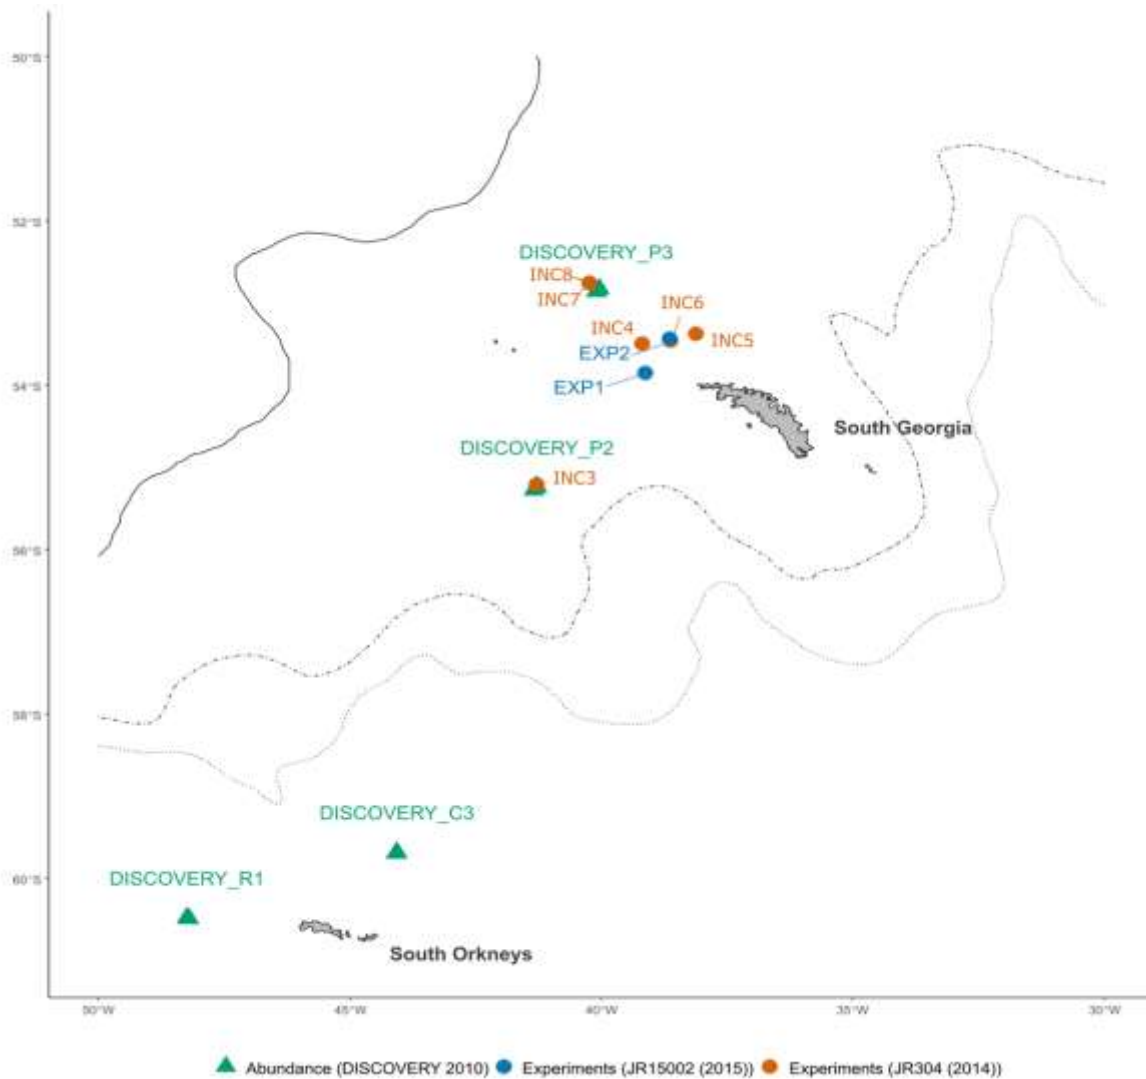 50°S
52°S
DISCOVERY_P3
INC8
INC7
INC6
INC4
INC5
EXP2
54°S
EXP1
South Georgia
DISCOVERY_P2
INC3
56°S
58°S
DISCOVERY_C3
60°S
DISCOVERY_R1
South Orkneys
50°W 45°W 40°W 35°W 30°W
Abundance (DISCOVERY 2010) Experiments (JR15002 (2015)) Experiments (JR304 (2014))